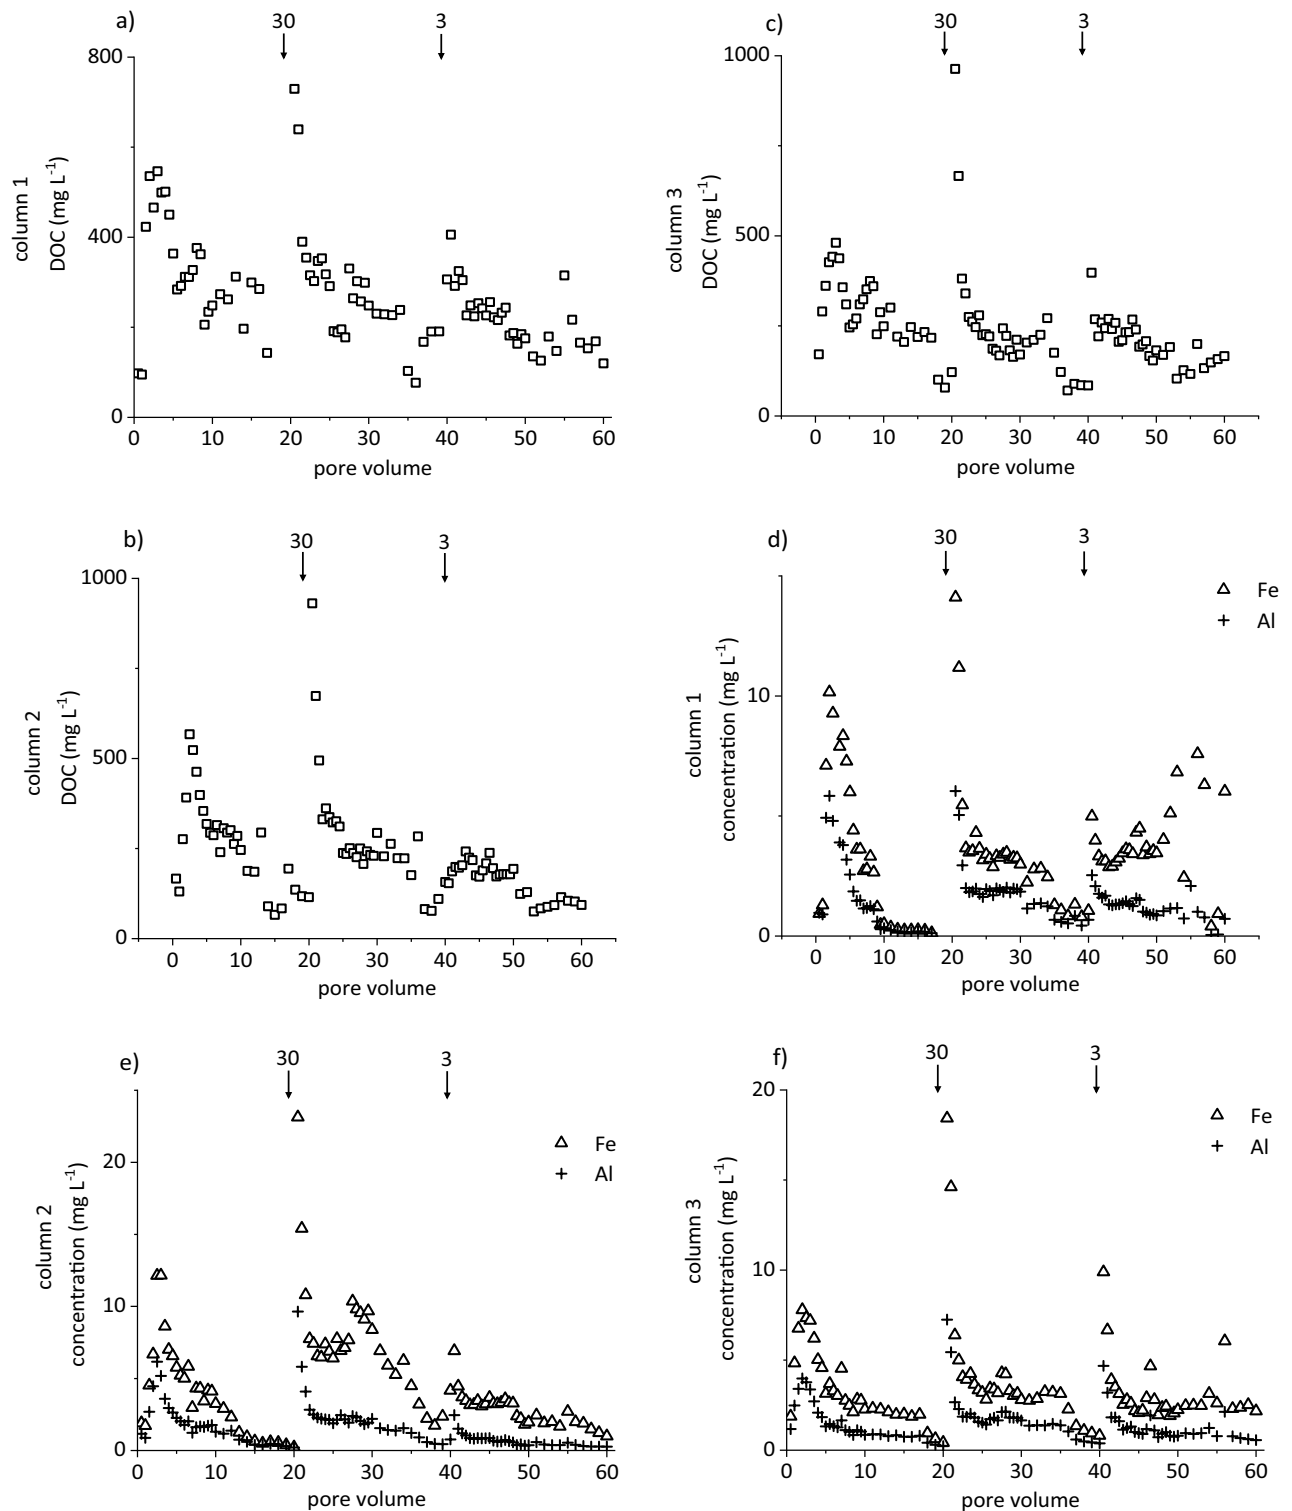 a)
30
3
800
400
0
column 1
DOC (mg L⁻¹)
0 10 20 30 40 50 60
pore volume
c)
30
3
1000
500
0
column 3
DOC (mg L⁻¹)
0 10 20 30 40 50 60
pore volume
b)
30
3
1000
500
0
column 2
DOC (mg L⁻¹)
0 10 20 30 40 50 60
pore volume
d)
30
3
Fe
Al
10
0
column 1
concentration (mg L⁻¹)
0 10 20 30 40 50 60
pore volume
e)
30
3
Fe
Al
20
10
0
column 2
concentration (mg L⁻¹)
0 10 20 30 40 50 60
pore volume
f)
30
3
Fe
Al
20
10
0
column 3
concentration (mg L⁻¹)
0 10 20 30 40 50 60
pore volume